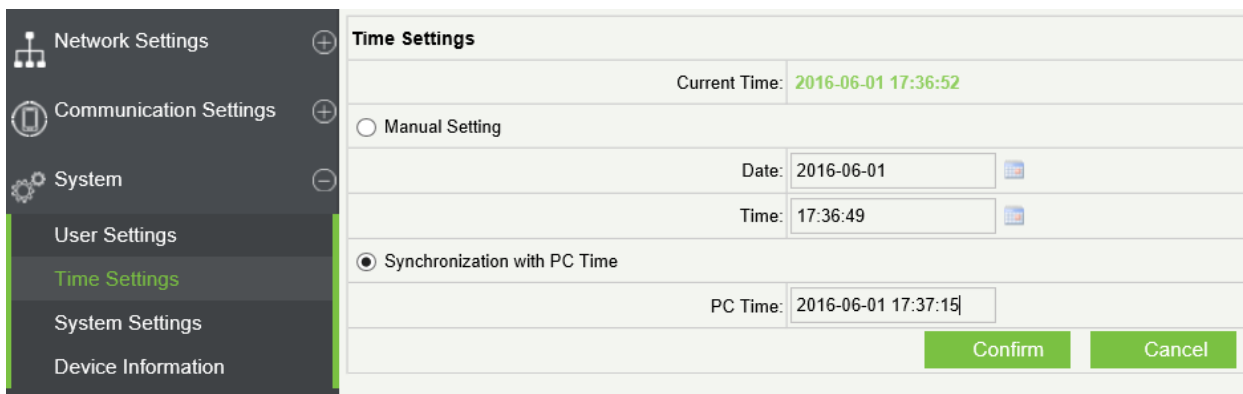 Network Settings
Communication Settings
System
User Settings
Time Settings
System Settings
Device Information
Time Settings
Current Time: 2016-06-01 17:36:52
Manual Setting
Date: 2016-06-01
Time: 17:36:49
Synchronization with PC Time
PC Time: 2016-06-01 17:37:15
Confirm Cancel